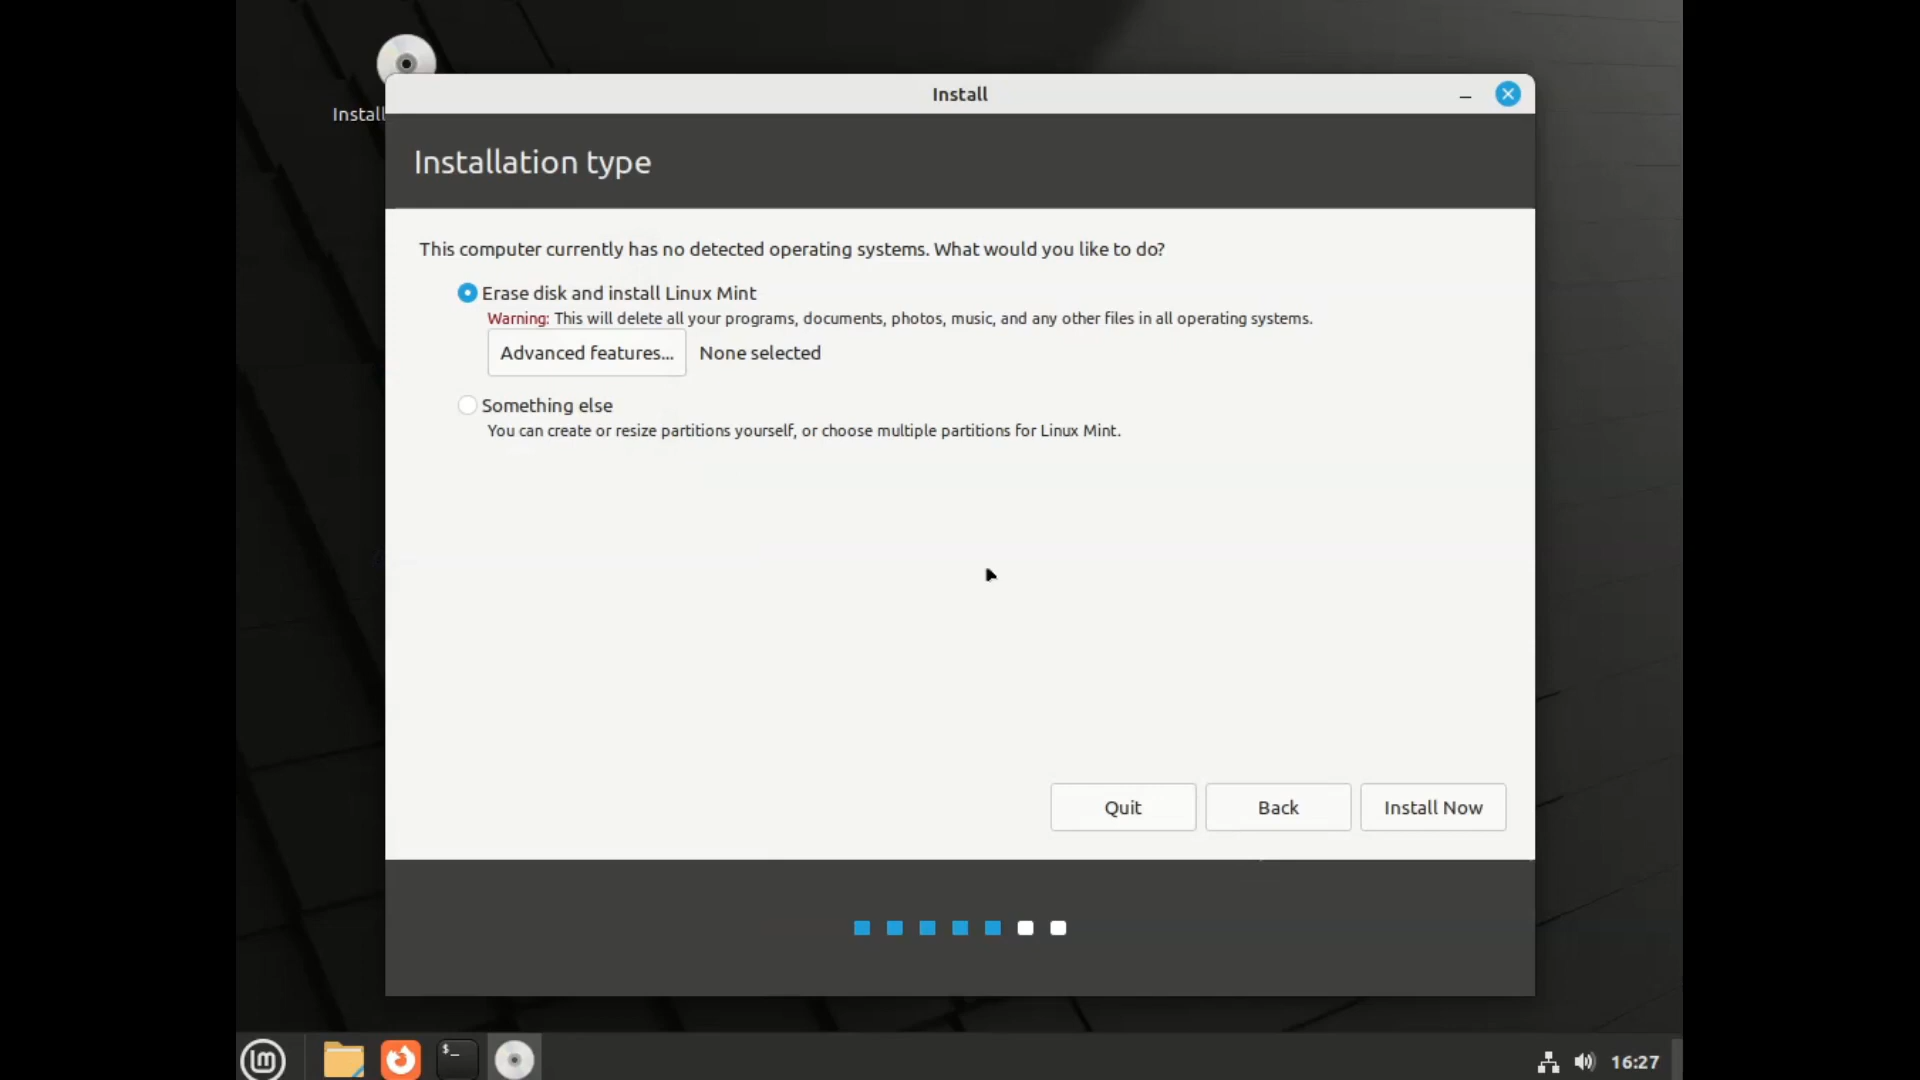 Install
Install
Installation type
This computer currently has no detected operating systems. What would you like to do?
Erase disk and install Linux Mint
Warning: This will delete all your programs, documents, photos, music, and any other files in all operating systems.
Advanced features... None selected
Something else
You can create or resize partitions yourself, or choose multiple partitions for Linux Mint.
Quit Back Install Now
$_
16:27